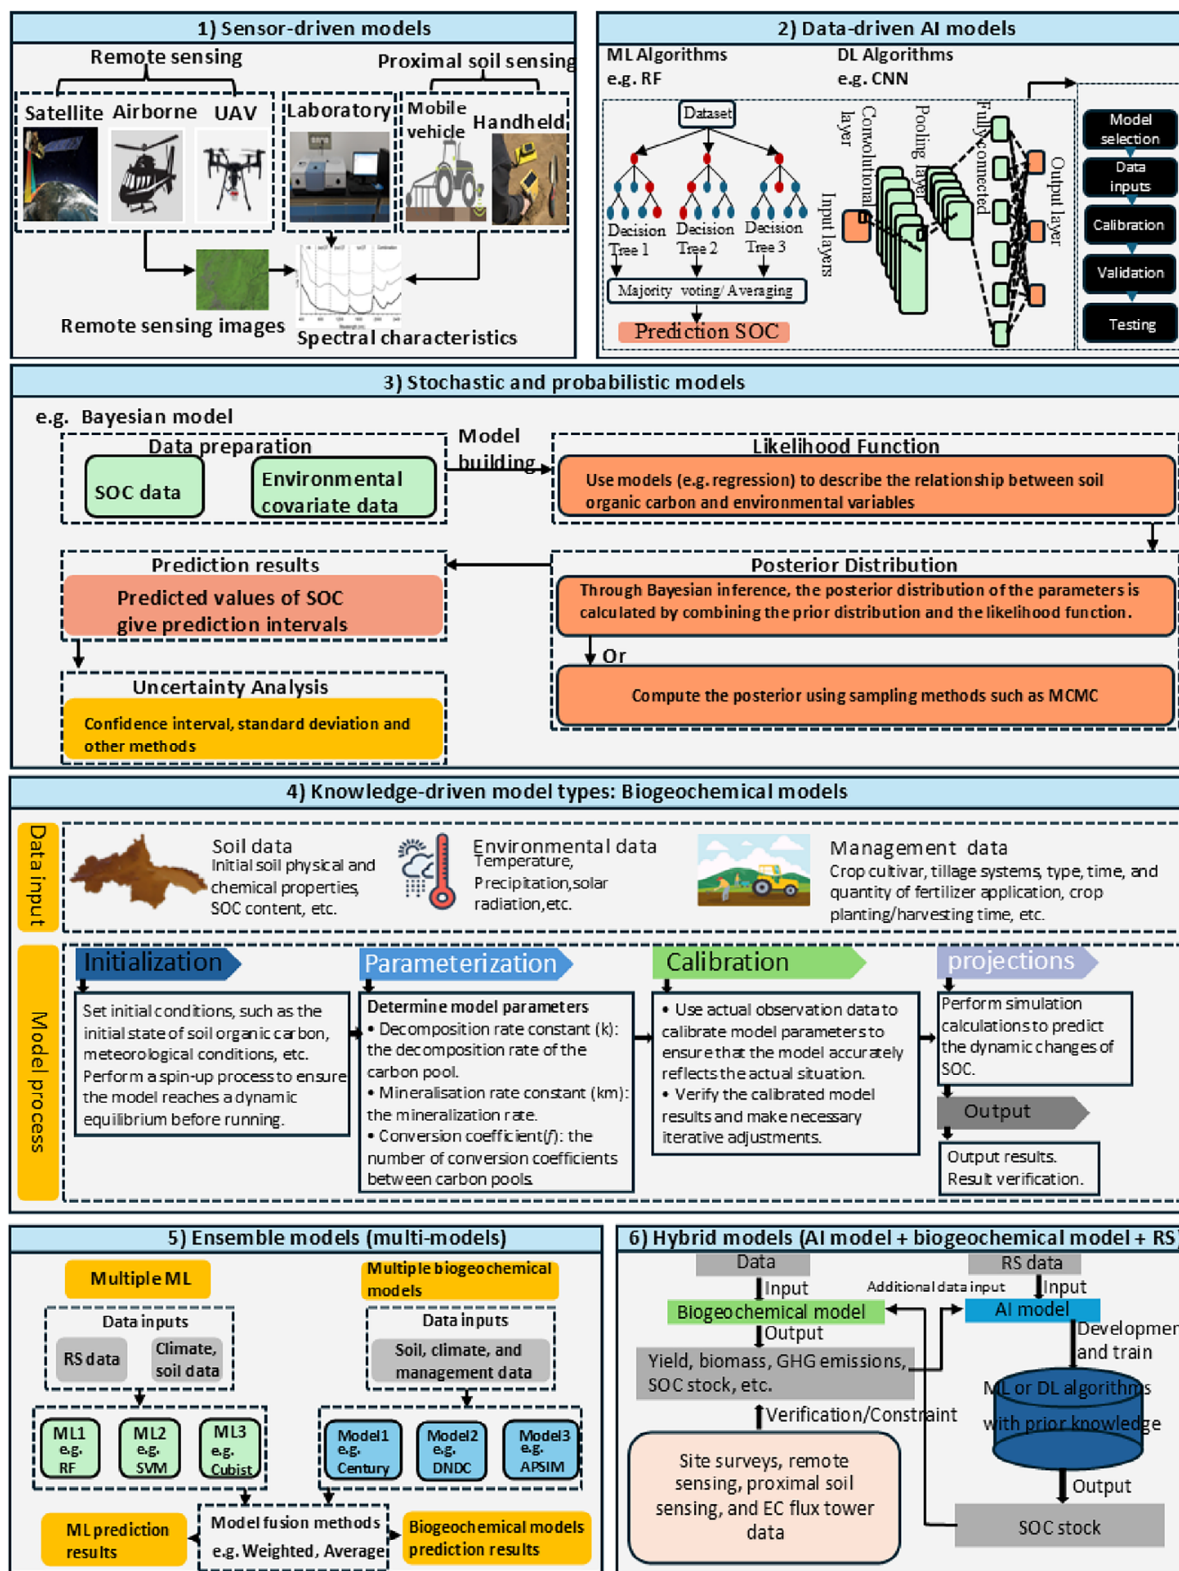 1) Sensor-driven models
Remote sensing
Proximal soil sensing
Satellite
Airborne
UAV
Laboratory
Mobile
vehicle
Handheld
Remote sensing images
Spectral characteristics
2) Data-driven AI models
ML Algorithms
e.g. RF
DL Algorithms
e.g. CNN
Dataset
Decision
Tree 1
Decision
Tree 2
Decision
Tree 3
Majority voting/ Averaging
Prediction SOC
Input layers
Convolutional
layer
Pooling layer
Fully connected
Output layer
Model
selection
Data
inputs
Calibration
Validation
Testing
3) Stochastic and probabilistic models
e.g. Bayesian model
Data preparation
SOC data
Environmental
covariate data
Model
building
Likelihood Function
Use models (e.g. regression) to describe the relationship between soil
organic carbon and environmental variables
Posterior Distribution
Through Bayesian inference, the posterior distribution of the parameters is
calculated by combining the prior distribution and the likelihood function.
Or
Compute the posterior using sampling methods such as MCMC
Prediction results
Predicted values of SOC
give prediction intervals
Uncertainty Analysis
Confidence interval, standard deviation and
other methods
4) Knowledge-driven model types: Biogeochemical models
Data input
Soil data
Initial soil physical and
chemical properties,
SOC content, etc.
Environmental data
Temperature,
Precipitation,solar
radiation,etc.
Management data
Crop cultivar, tillage systems, type, time, and
quantity of fertilizer application, crop
planting/harvesting time, etc.
Model process
Initialization
Set initial conditions, such as the
initial state of soil organic carbon,
meteorological conditions, etc.
Perform a spin-up process to ensure
the model reaches a dynamic
equilibrium before running.
Parameterization
Determine model parameters
• Decomposition rate constant (k):
the decomposition rate of the
carbon pool.
• Mineralisation rate constant (km):
the mineralization rate.
• Conversion coefficient(f): the
number of conversion coefficients
between carbon pools.
Calibration
• Use actual observation data to
calibrate model parameters to
ensure that the model accurately
reflects the actual situation.
• Verify the calibrated model
results and make necessary
iterative adjustments.
projections
Perform simulation
calculations to predict
the dynamic changes of
SOC.
Output
Output results.
Result verification.
5) Ensemble models (multi-models)
Multiple ML
Data inputs
RS data
Climate,
soil data
ML1
e.g.
RF
ML2
e.g.
SVM
ML3
e.g.
Cubist
Multiple biogeochemical
models
Data inputs
Soil, climate, and
management data
Model1
e.g.
Century
Model2
e.g.
DNDC
Model3
e.g.
APSIM
ML prediction
results
Model fusion methods
e.g. Weighted, Average
Biogeochemical models
prediction results
6) Hybrid models (AI model + biogeochemical model + RS)
Data
Input
Biogeochemical model
Output
Yield, biomass, GHG emissions,
SOC stock, etc.
Verification/Constraint
Site surveys, remote
sensing, proximal soil
sensing, and EC flux tower
data
Additional data input
RS data
Input
AI model
Developmen
and train
ML or DL algorithms
with prior knowledge
Output
SOC stock